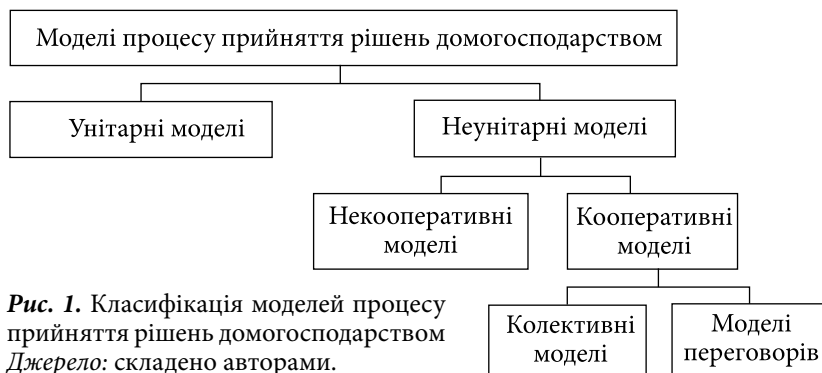 Моделі процесу прийняття рішень домогосподарством
Унітарні моделі
Неунітарні моделі
Некооперативні
моделі
Кооперативні
моделі
Колективні
моделі
Моделі
переговорів
Рис. 1. Класифікація моделей процесу
прийняття рішень домогосподарством
Джерело: складено авторами.